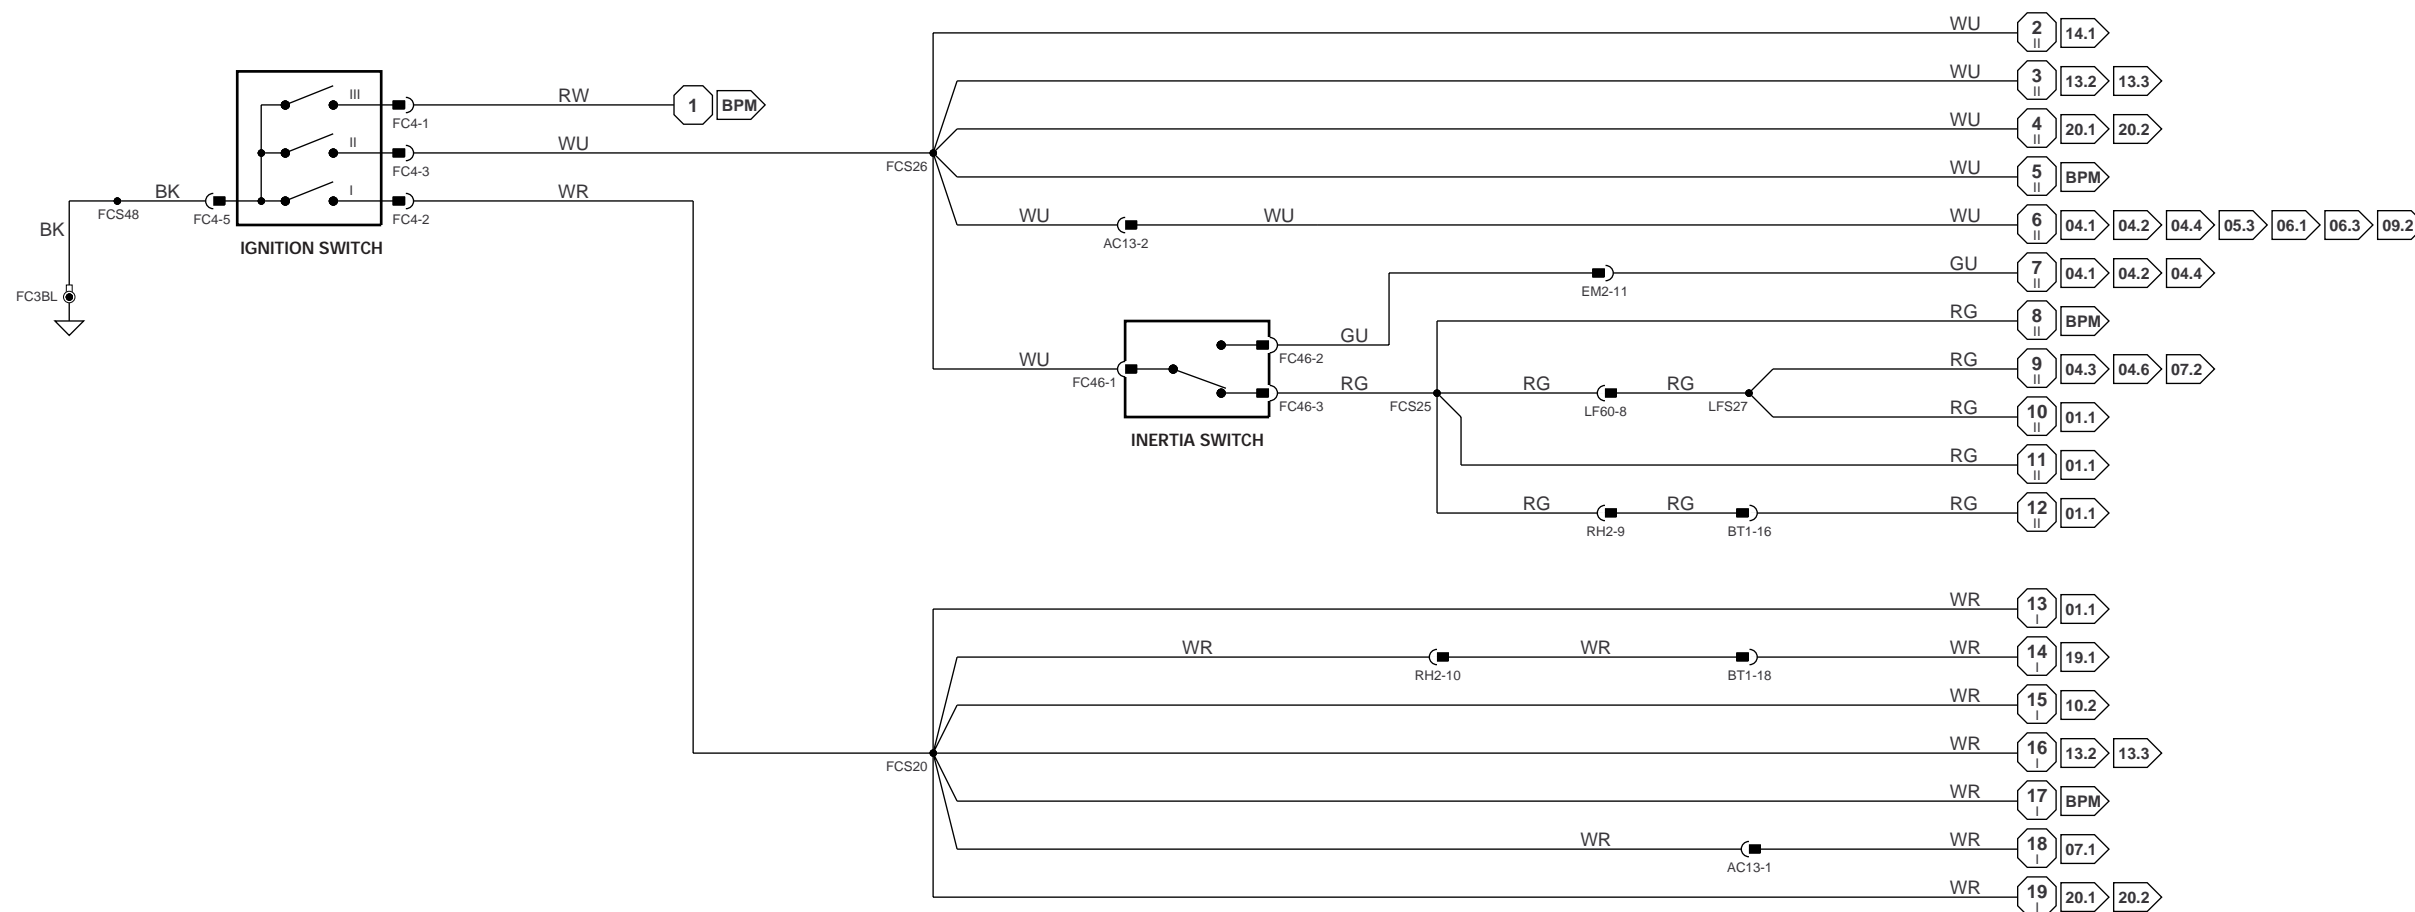 WU 2 II 14.1
WU 3 II 13.2 13.3
III RW 1 BPM
FC4-1
WU 4 II 20.1 20.2
II WU
FCS26
FC4-3
WU 5 II BPM
BK I WR
FCS48 FC4-5 FC4-2
BK
IGNITION SWITCH
WU WU WU 6 II 04.1 04.2 04.4 05.3 06.1 06.3 09.2
AC13-2
GU 7 II 04.1 04.2 04.4
EM2-11
FC3BL
RG 8 II BPM
GU
FC46-2
WU
FC46-1
RG 9 II 04.3 04.6 07.2
RG RG RG
FC46-3 FCS25 LF60-8 LFS27
RG 10 II 01.1
INERTIA SWITCH
RG 11 II 01.1
RG RG RG 12 II 01.1
RH2-9 BT1-16
WR 13 I 01.1
WR WR WR 14 I 19.1
RH2-10 BT1-18
WR 15 I 10.2
WR 16 I 13.2 13.3
FCS20
WR 17 I BPM
WR WR 18 I 07.1
AC13-1
WR 19 I 20.1 20.2